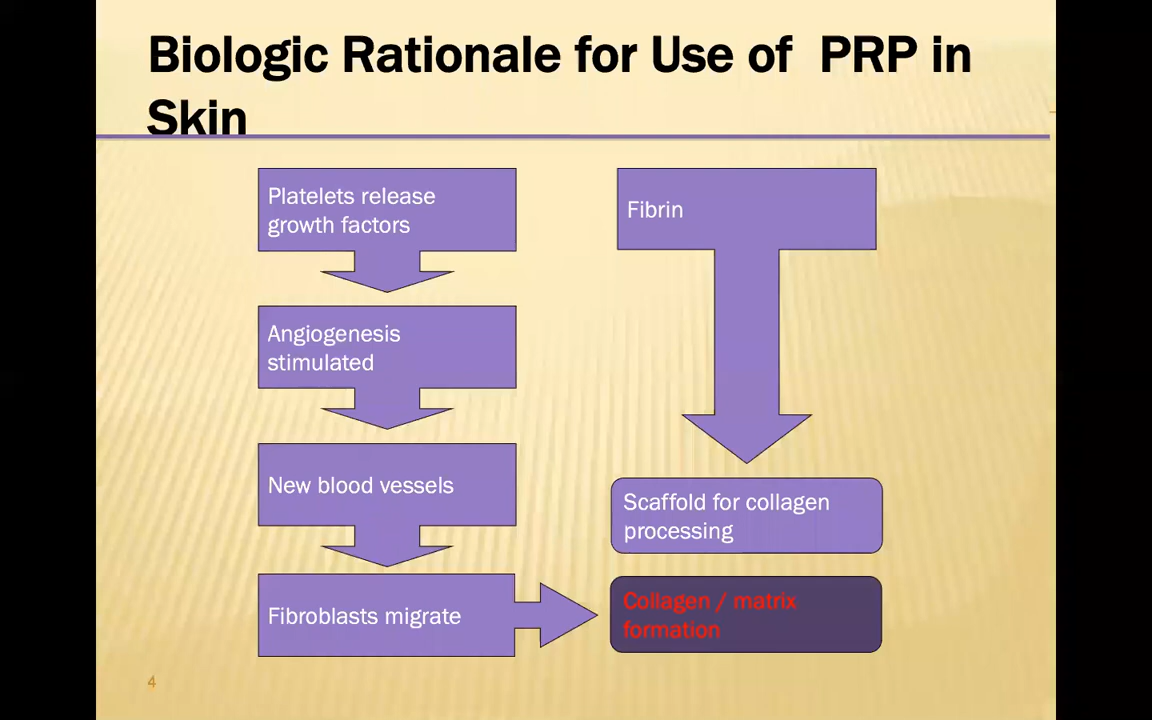 Biologic Rationale for Use of  PRP in
Skin
Platelets release
growth factors
Angiogenesis
stimulated
New blood vessels
Fibroblasts migrate
Fibrin
Scaffold for collagen
processing
Collagen / matrix
formation
4